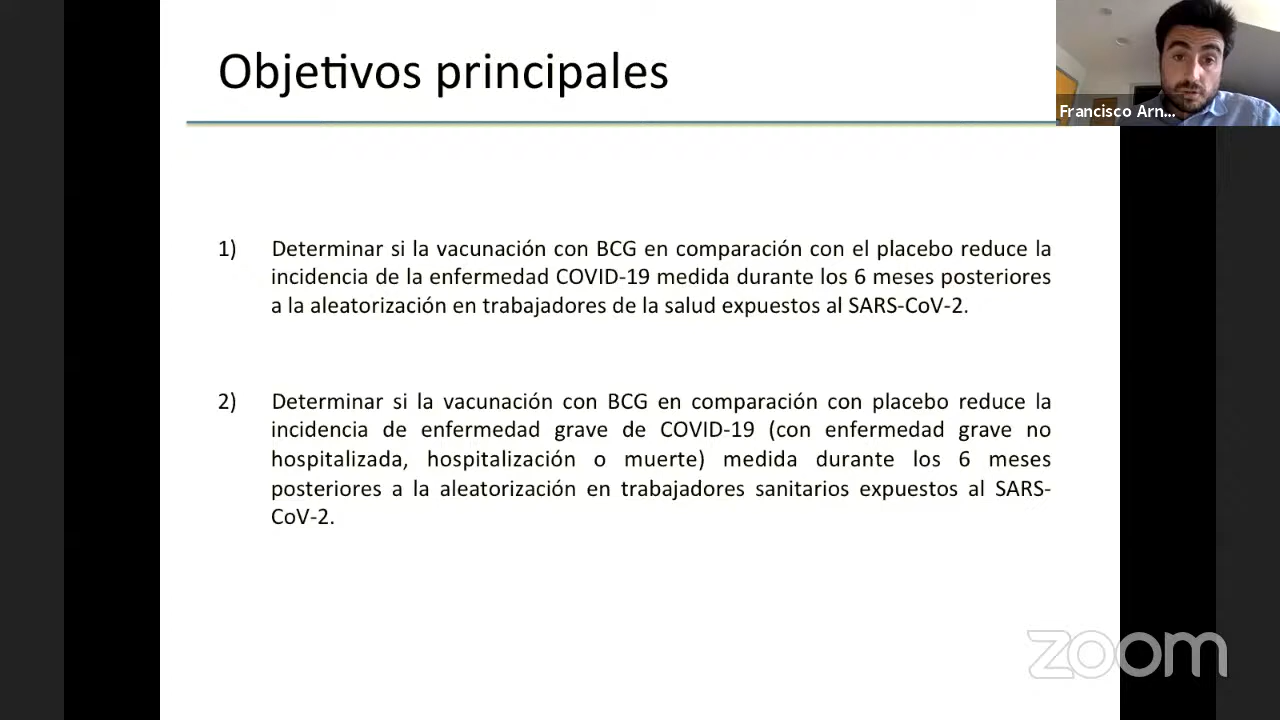 Objetivos principales
Francisco Arn...
1) Determinar si la vacunación con BCG en comparación con el placebo reduce la
incidencia de la enfermedad COVID-19 medida durante los 6 meses posteriores
a la aleatorización en trabajadores de la salud expuestos al SARS-CoV-2.
2) Determinar si la vacunación con BCG en comparación con placebo reduce la
incidencia de enfermedad grave de COVID-19 (con enfermedad grave no
hospitalizada, hospitalización o muerte) medida durante los 6 meses
posteriores a la aleatorización en trabajadores sanitarios expuestos al SARS-
CoV-2.
zoom